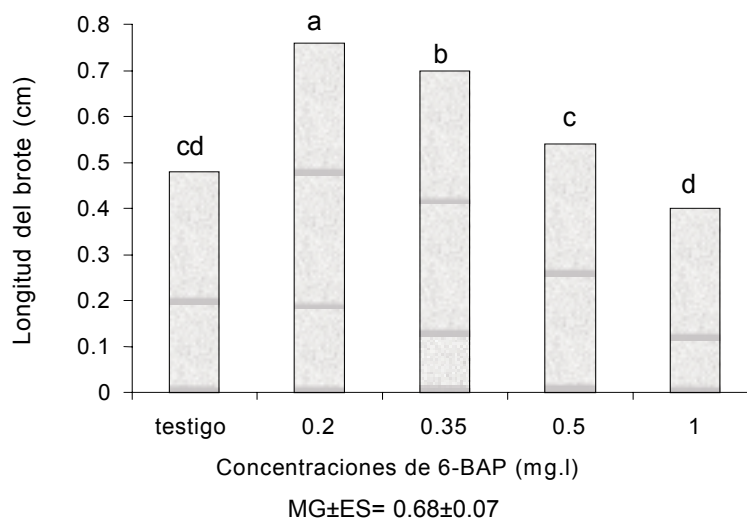 Longitud del brote (cm)
0.8
0.7
0.6
0.5
0.4
0.3
0.2
0.1
0
cd
a
b
c
d
testigo 0.2 0.35 0.5 1
Concentraciones de 6-BAP (mg.l)
MG±ES= 0.68±0.07